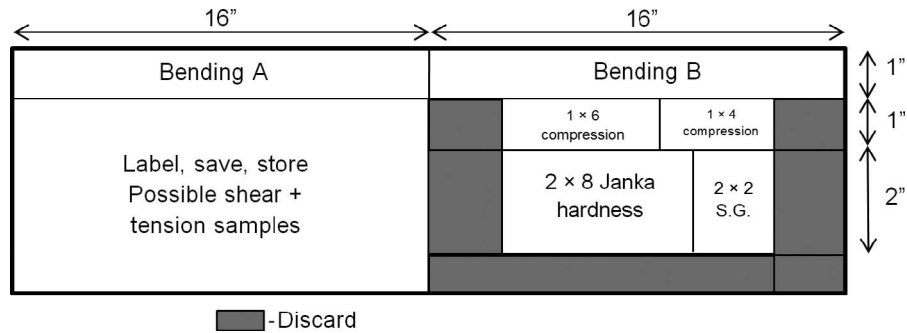 16”
16”
Bending A
Bending B
1”
1 × 6
compression
1 × 4
compression
1”
Label, save, store
Possible shear +
tension samples
2 × 8 Janka
hardness
2 × 2
S.G.
2”
-Discard